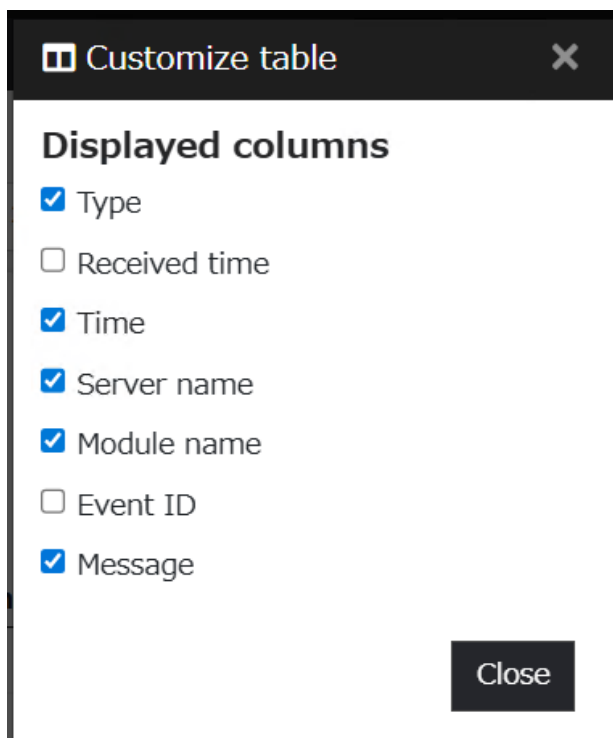 Customize table
Displayed columns
Type
Received time
Time
Server name
Module name
Event ID
Message
Close